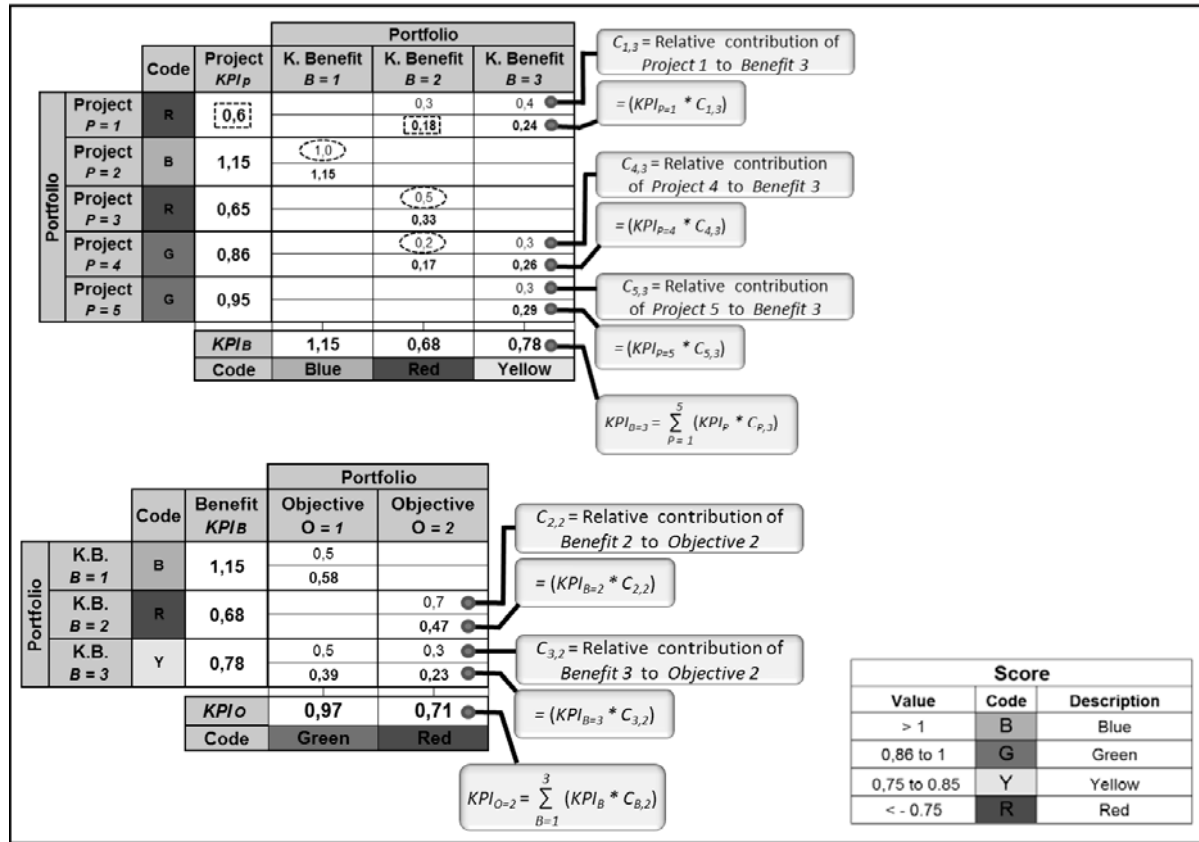 Portfolio
Code Project K. Benefit K. Benefit K. Benefit
KPIP B = 1 B = 2 B = 3
Portfolio
Project P = 1 R 0,6 0,3 0,4
0,18 0,24
Project P = 2 B 1,15 1,0
1,15
Project P = 3 R 0,65 0,5
0,33
Project P = 4 G 0,86 0,2 0,3
0,17 0,26
Project P = 5 G 0,95 0,3
0,29
KPIB 1,15 0,68 0,78
Code Blue Red Yellow
C1,3 = Relative contribution of
Project 1 to Benefit 3
= (KPIP=1 * C1,3)
C4,3 = Relative contribution
of Project 4 to Benefit 3
= (KPIP=4 * C4,3)
C5,3 = Relative contribution
of Project 5 to Benefit 3
= (KPIP=5 * C5,3)
5
KPIB=3 = ∑ (KPIP * CP,3)
P = 1
Portfolio
Code Benefit Objective Objective
KPIB O = 1 O = 2
Portfolio
K.B. B = 1 B 1,15 0,5
0,58
K.B. B = 2 R 0,68 0,7
0,47
K.B. B = 3 Y 0,78 0,5 0,3
0,39 0,23
KPIO 0,97 0,71
Code Green Red
C2,2 = Relative contribution of
Benefit 2 to Objective 2
= (KPIB=2 * C2,2)
C3,2 = Relative contribution of
Benefit 3 to Objective 2
= (KPIB=3 * C3,2)
3
KPIO=2 = ∑ (KPIB * CB,2)
B=1
Score
Value Code Description
> 1 B Blue
0,86 to 1 G Green
0,75 to 0.85 Y Yellow
< - 0.75 R Red